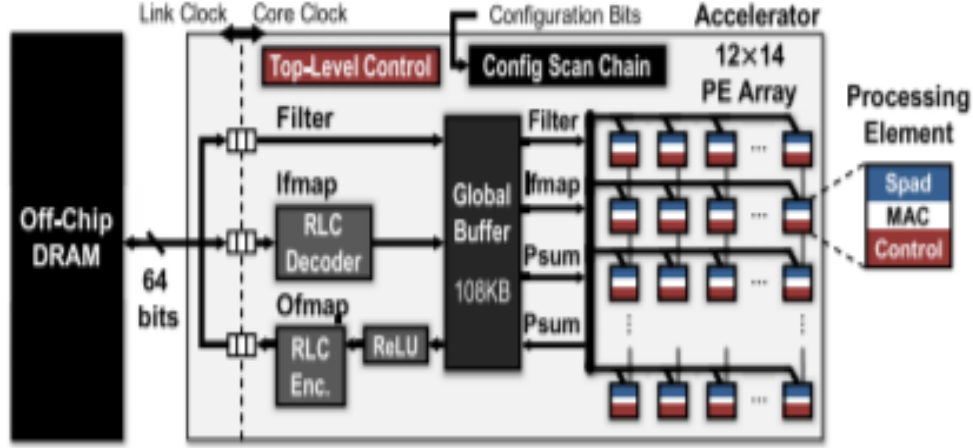 Link Clock
Core Clock
Configuration Bits
Accelerator
Top-Level Control
Config Scan Chain
12×14
PE Array
Processing
Element
Filter
Filter
Ifmap
Ifmap
Off-Chip
DRAM
RLC
Decoder
Global
Buffer
108KB
Spad
MAC
Control
64
bits
Psum
Psum
Ofmap
RLC
Enc.
ReLU